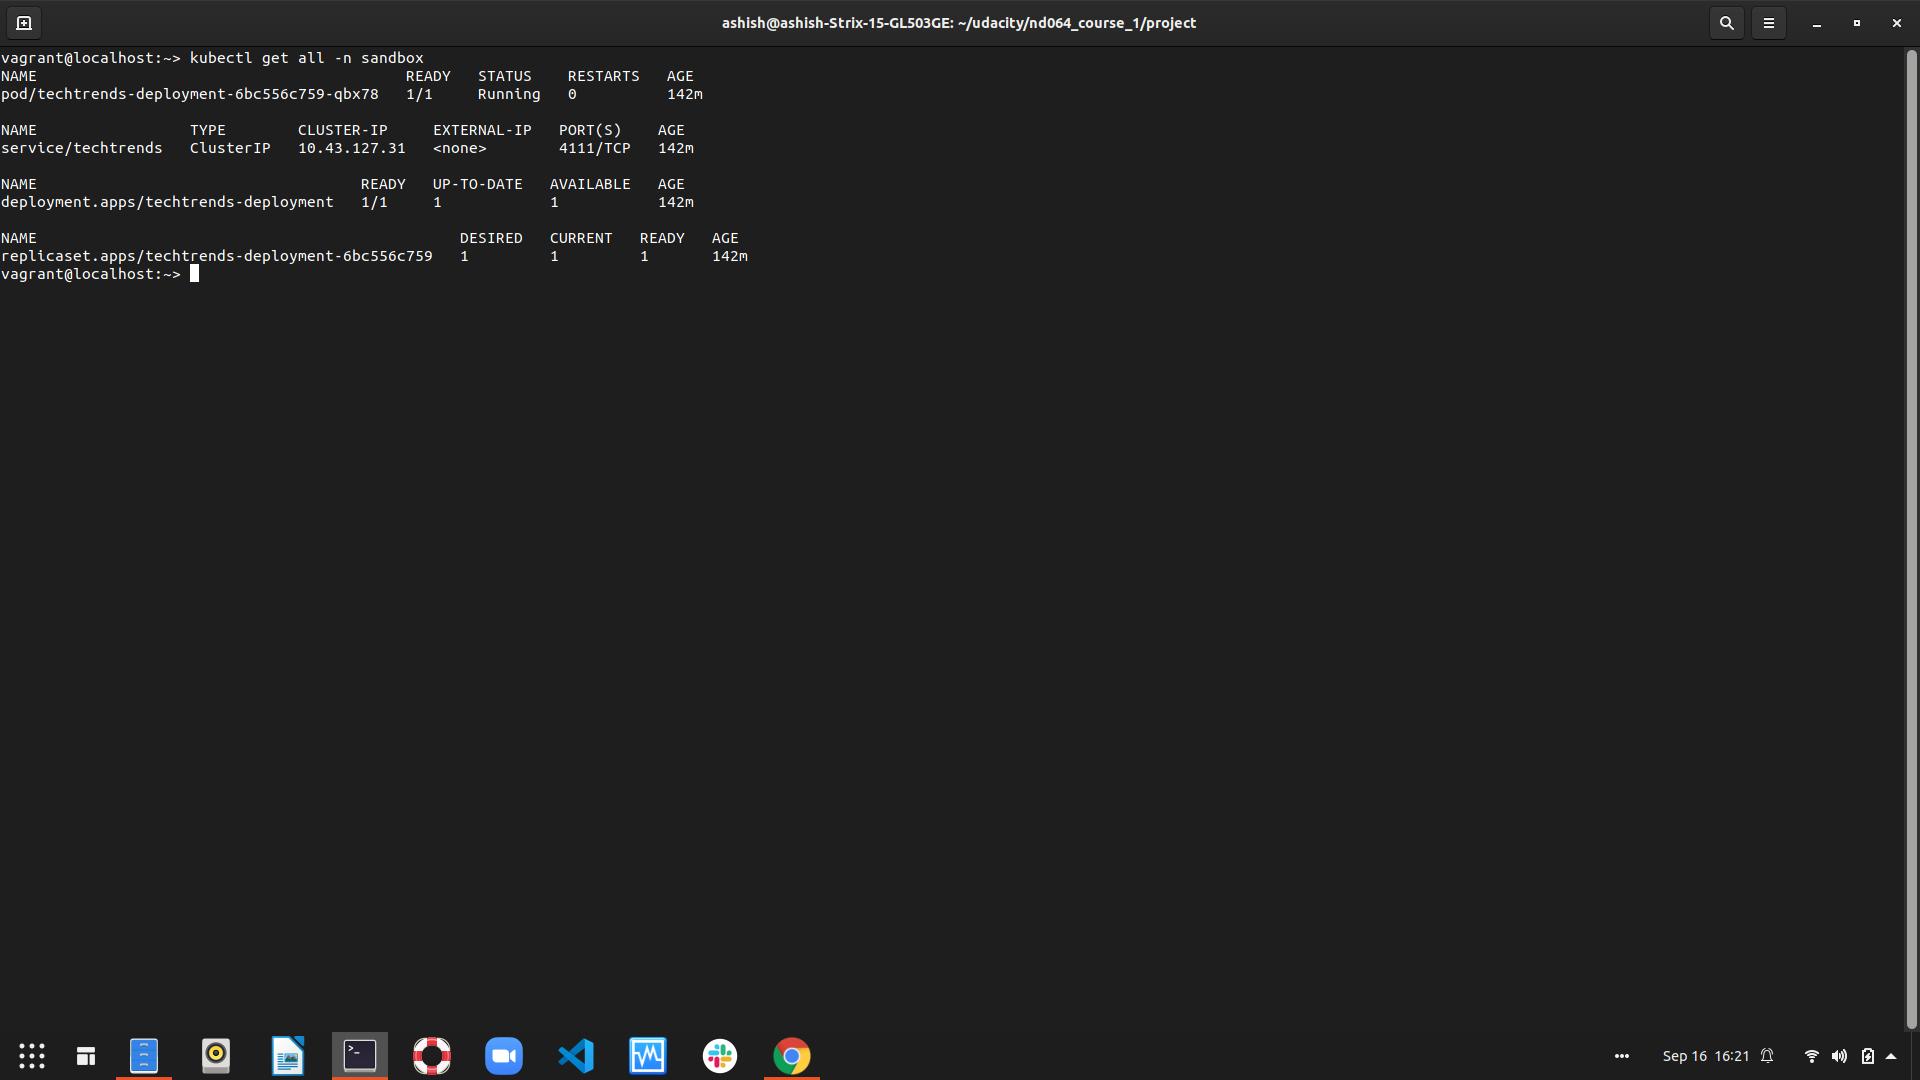 ashish@ashish-Strix-15-GL503GE: ~/udacity/nd064_course_1/project
vagrant@localhost:~> kubectl get all -n sandbox
NAME                                         READY   STATUS    RESTARTS   AGE
pod/techtrends-deployment-6bc556c759-qbx78   1/1     Running   0          142m

NAME                 TYPE        CLUSTER-IP     EXTERNAL-IP   PORT(S)    AGE
service/techtrends   ClusterIP   10.43.127.31   <none>        4111/TCP   142m

NAME                                    READY   UP-TO-DATE   AVAILABLE   AGE
deployment.apps/techtrends-deployment   1/1     1            1           142m

NAME                                               DESIRED   CURRENT   READY   AGE
replicaset.apps/techtrends-deployment-6bc556c759   1         1         1       142m
vagrant@localhost:~>
Sep 16 16:21